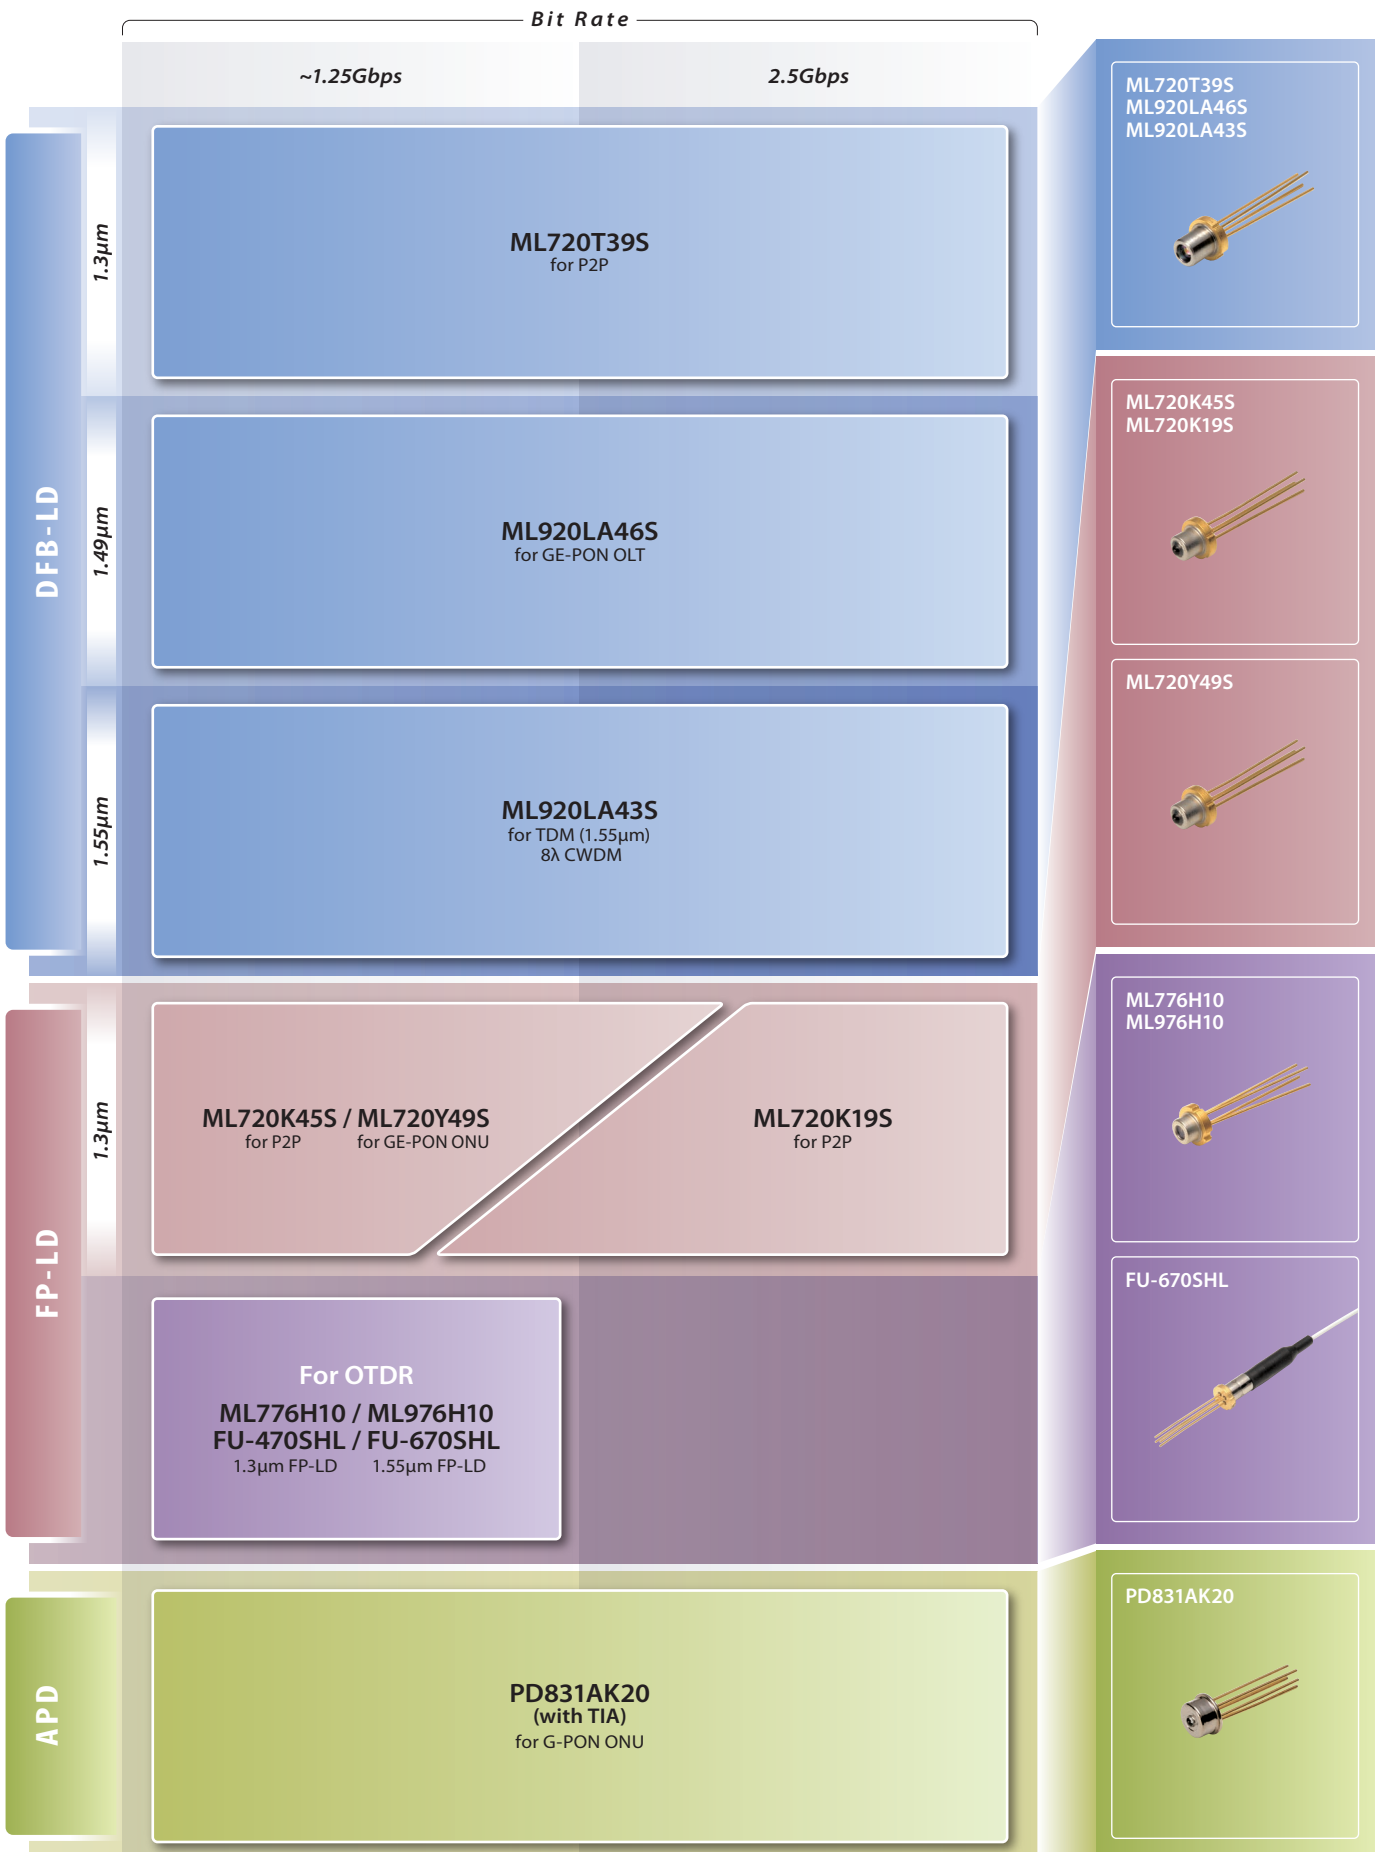 Bit Rate
~1.25Gbps
2.5Gbps
DFB-LD
1.3μm
ML720T39S
for P2P
1.49μm
ML920LA46S
for GE-PON OLT
1.55μm
ML920LA43S
for TDM (1.55μm)
8λ CWDM
FP-LD
1.3μm
ML720K45S / ML720Y49S
for P2P for GE-PON ONU
ML720K19S
for P2P
For OTDR
ML776H10 / ML976H10
FU-470SHL / FU-670SHL
1.3μm FP-LD 1.55μm FP-LD
APD
PD831AK20
(with TIA)
for G-PON ONU
ML720T39S
ML920LA46S
ML920LA43S
ML720K45S
ML720K19S
ML720Y49S
ML776H10
ML976H10
FU-670SHL
PD831AK20